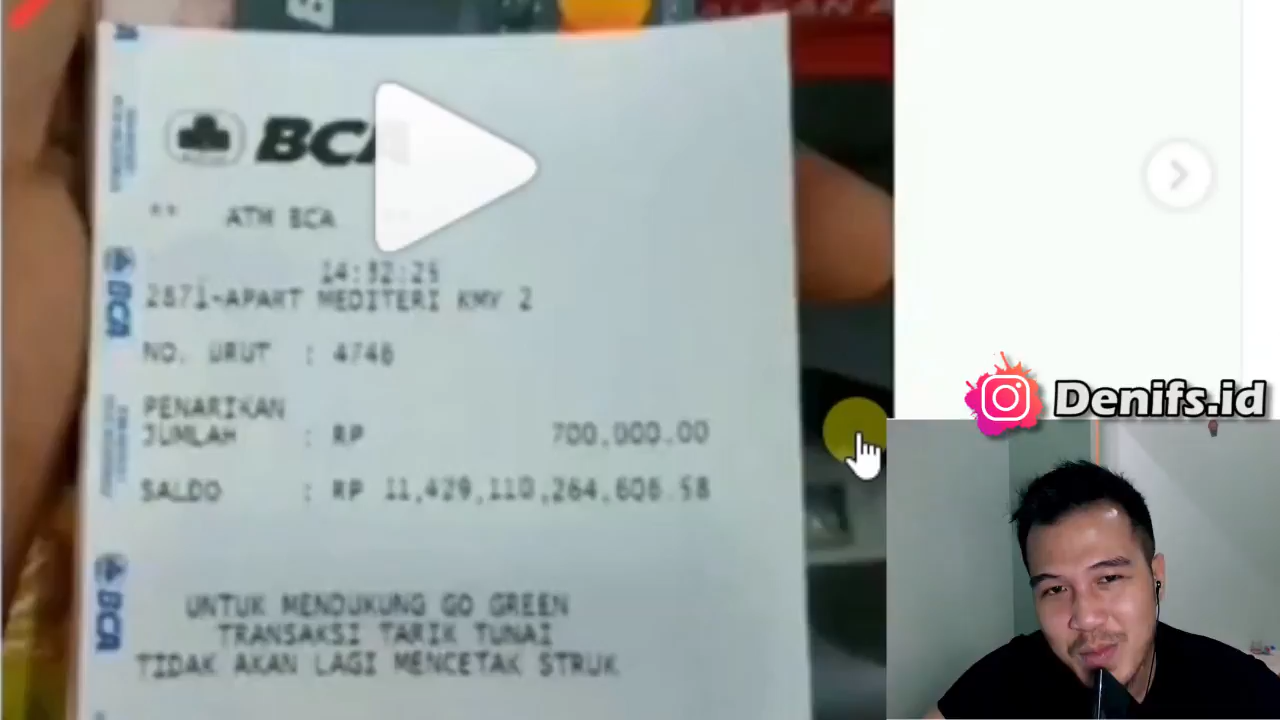 BCA
** ATM BCA
14:32:25
2871-APART MEDITERI KMY 2
NO. URUT : 4748
PENARIKAN
JUMLAH : RP 700,000.00
SALDO : RP 11,429,110,264,606.58
UNTUK MENDUKUNG GO GREEN
TRANSAKSI TARIK TUNAI
TIDAK AKAN LAGI MENCETAK STRUK
BCA
BCA
Denifs.id